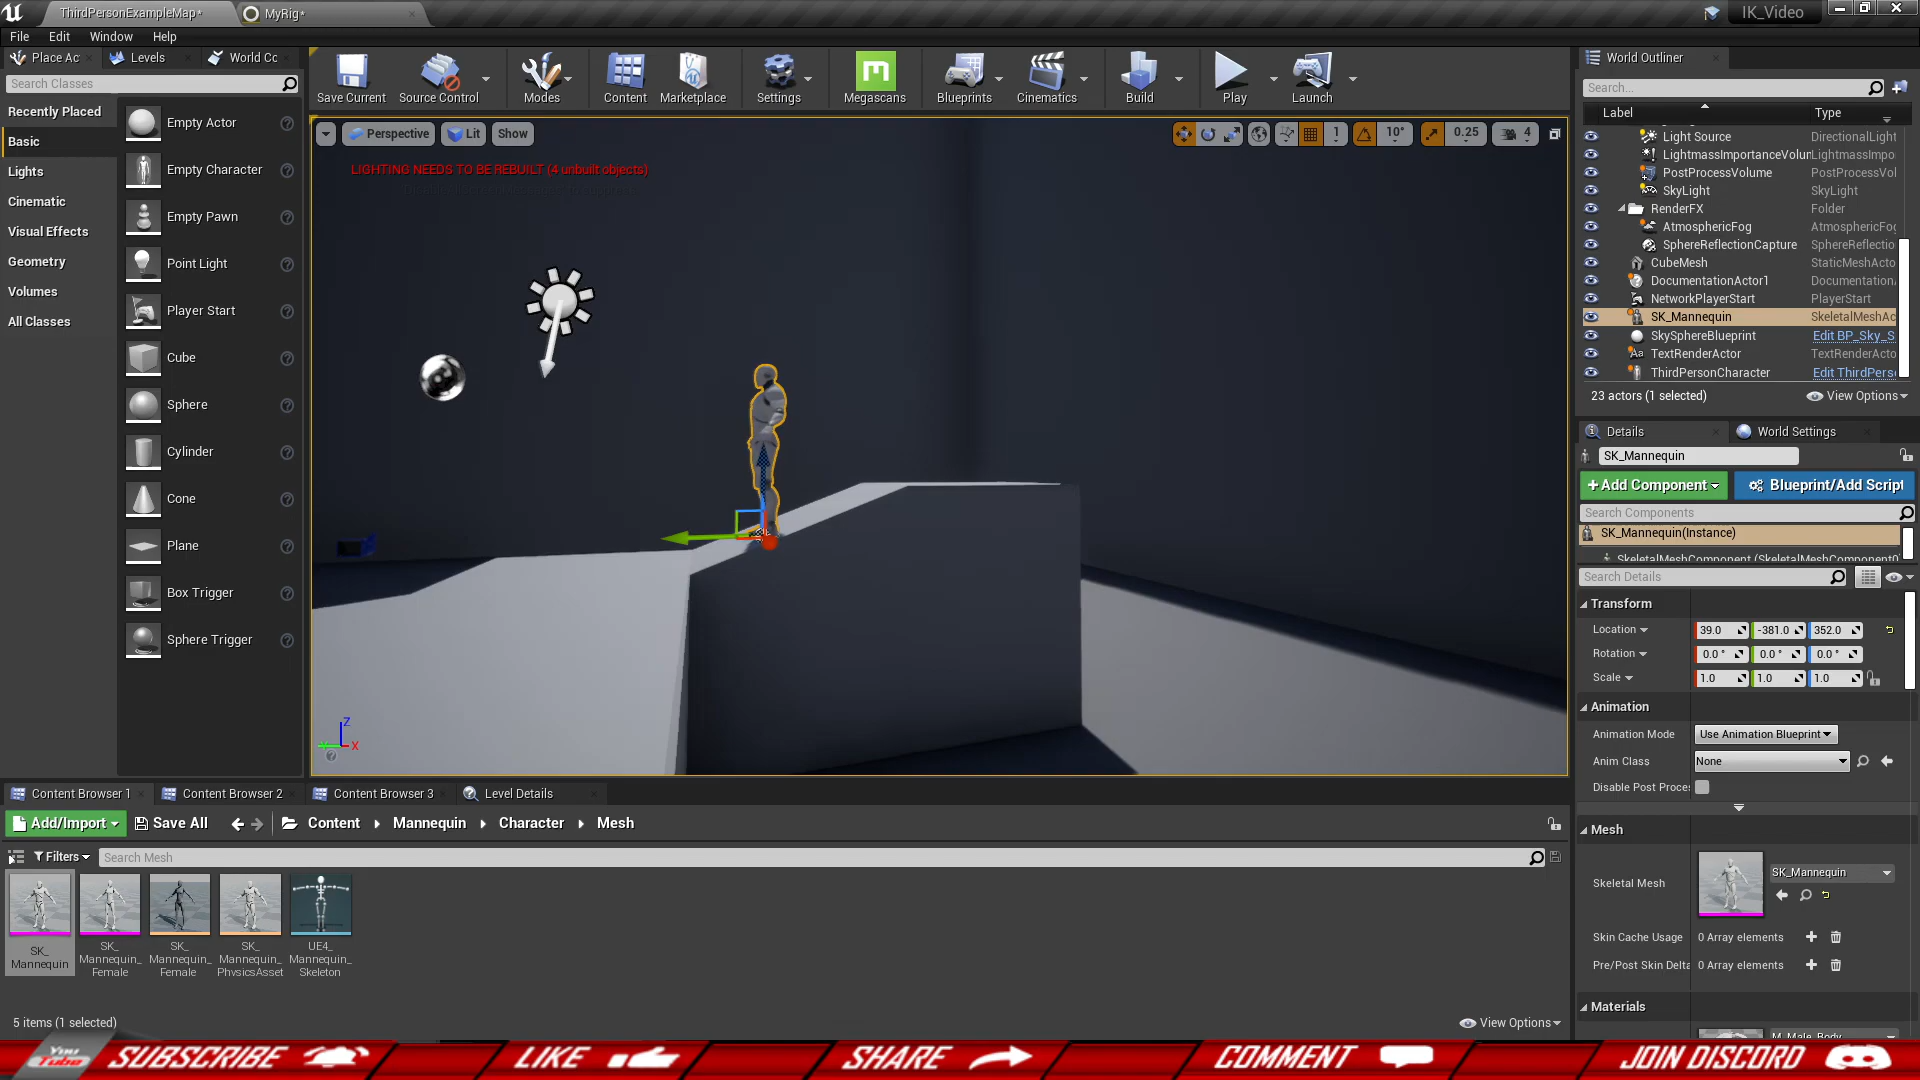 ThirdPersonExampleMap*
MyRig*
IK_Video
File Edit Window Help
Place Ac Levels World Cc
Search Classes
Recently Placed
Basic
Lights
Cinematic
Visual Effects
Geometry
Volumes
All Classes
Empty Actor
Empty Character
Empty Pawn
Point Light
Player Start
Cube
Sphere
Cylinder
Cone
Plane
Box Trigger
Sphere Trigger
Save Current Source Control Modes Content Marketplace Settings Megascans Blueprints Cinematics Build Play Launch
Perspective Lit Show
1 10° 0.25 4
LIGHTING NEEDS TO BE REBUILT (4 unbuilt objects)
Z
X
World Outliner
Search...
Label Type
Light Source DirectionalLight
LightmassImportanceVolum LightmassImpo
PostProcessVolume PostProcessVol
SkyLight SkyLight
RenderFX Folder
AtmosphericFog AtmosphericFog
SphereReflectionCapture SphereReflectio
CubeMesh StaticMeshActo
DocumentationActor1 Documentation
NetworkPlayerStart PlayerStart
SK_Mannequin SkeletalMeshAc
SkySphereBlueprint Edit BP_Sky_S
TextRenderActor TextRenderActo
ThirdPersonCharacter Edit ThirdPerso
23 actors (1 selected) View Options
Details World Settings
SK_Mannequin
+Add Component Blueprint/Add Script
Search Components
SK_Mannequin(Instance)
SkeletalMeshComponent (SkeletalMeshComponent0)
Search Details
Transform
Location 39.0 -381.0 352.0
Rotation 0.0 ° 0.0 ° 0.0 °
Scale 1.0 1.0 1.0
Animation
Animation Mode Use Animation Blueprint
Anim Class None
Disable Post Proce
Mesh
Skeletal Mesh SK_Mannequin
Skin Cache Usage 0 Array elements
Pre/Post Skin Delta 0 Array elements
Materials
M_Male_Body
Content Browser 1 Content Browser 2 Content Browser 3 Level Details
Add/Import Save All Content Mannequin Character Mesh
Filters Search Mesh
SK_
Mannequin
SK_
Mannequin_
Female
SK_
Mannequin_
Female
SK_
Mannequin_
PhysicsAsset
UE4_
Mannequin_
Skeleton
5 items (1 selected) View Options
You Tube SUBSCRIBE LIKE SHARE COMMENT JOIN DISCORD